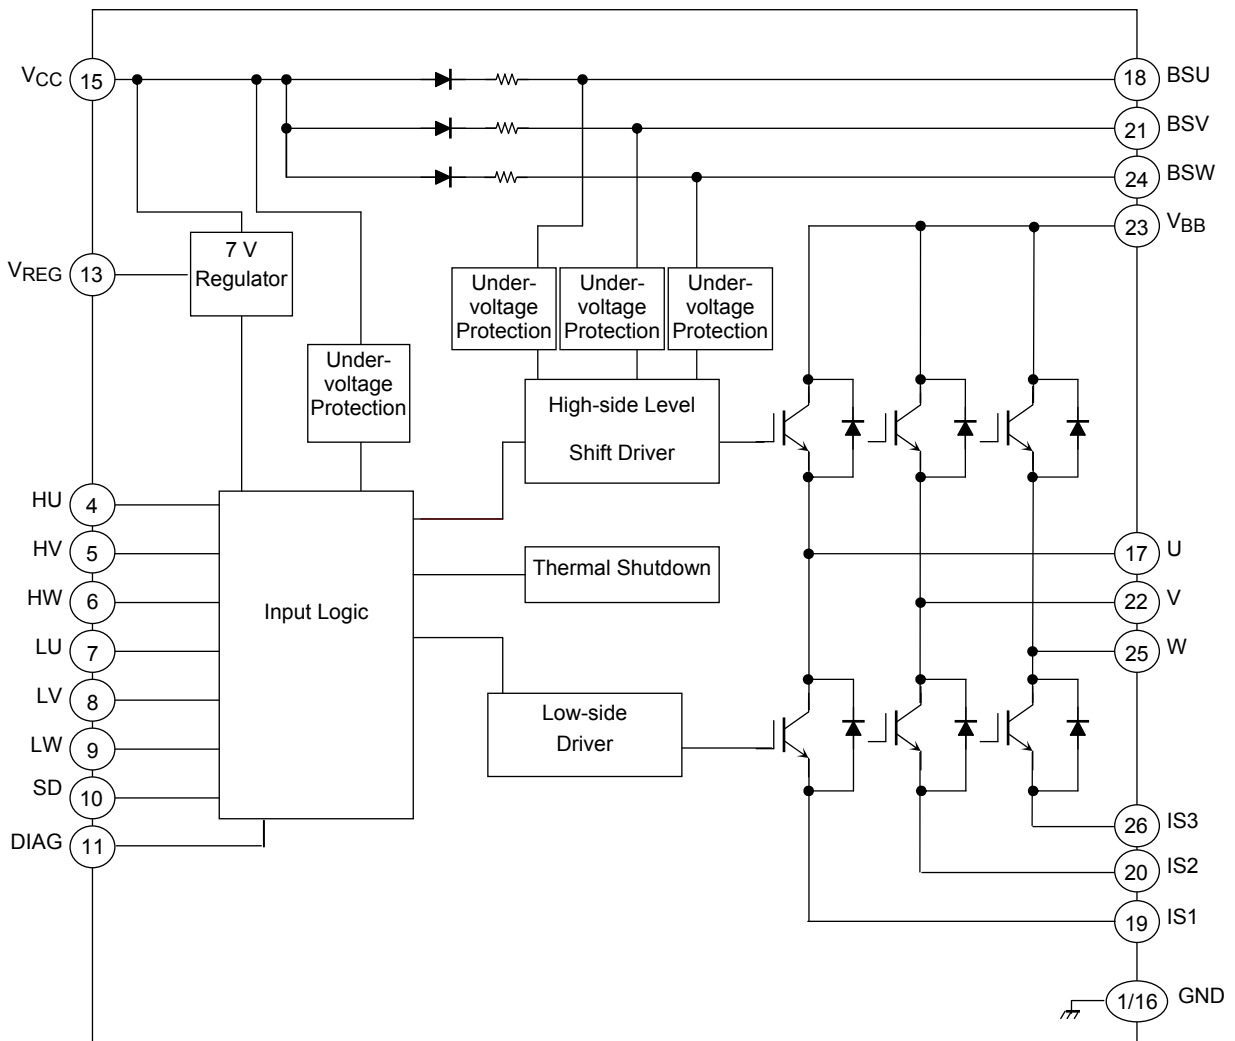 VCC 15
18 BSU
21 BSV
24 BSW
23 VBB
7 V
Regulator
VREG 13
Under-
voltage
Protection
Under-
voltage
Protection
Under-
voltage
Protection
Under-
voltage
Protection
High-side Level
Shift Driver
HU 4
HV 5
HW 6
LU 7
LV 8
LW 9
SD 10
DIAG 11
Input Logic
Thermal Shutdown
Low-side
Driver
17 U
22 V
25 W
26 IS3
20 IS2
19 IS1
1/16 GND